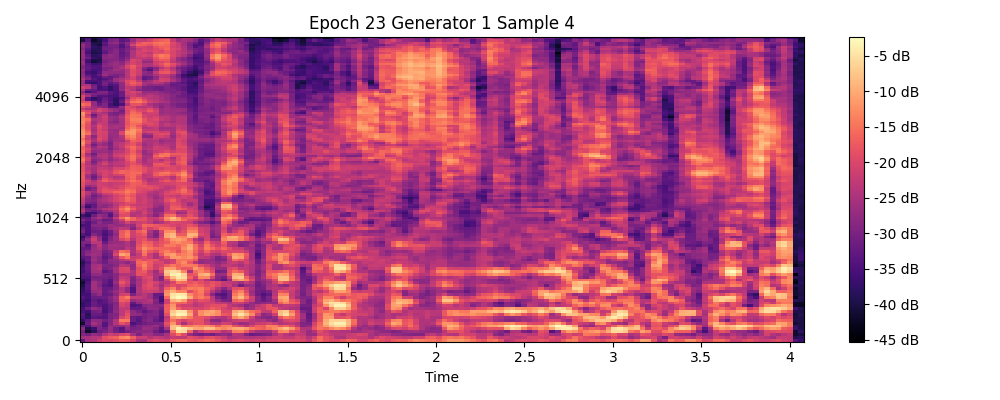 Epoch 23 Generator 1 Sample 4
Hz
4096
2048
1024
512
0
0 0.5 1 1.5 2 2.5 3 3.5 4
Time
-5 dB
-10 dB
-15 dB
-20 dB
-25 dB
-30 dB
-35 dB
-40 dB
-45 dB